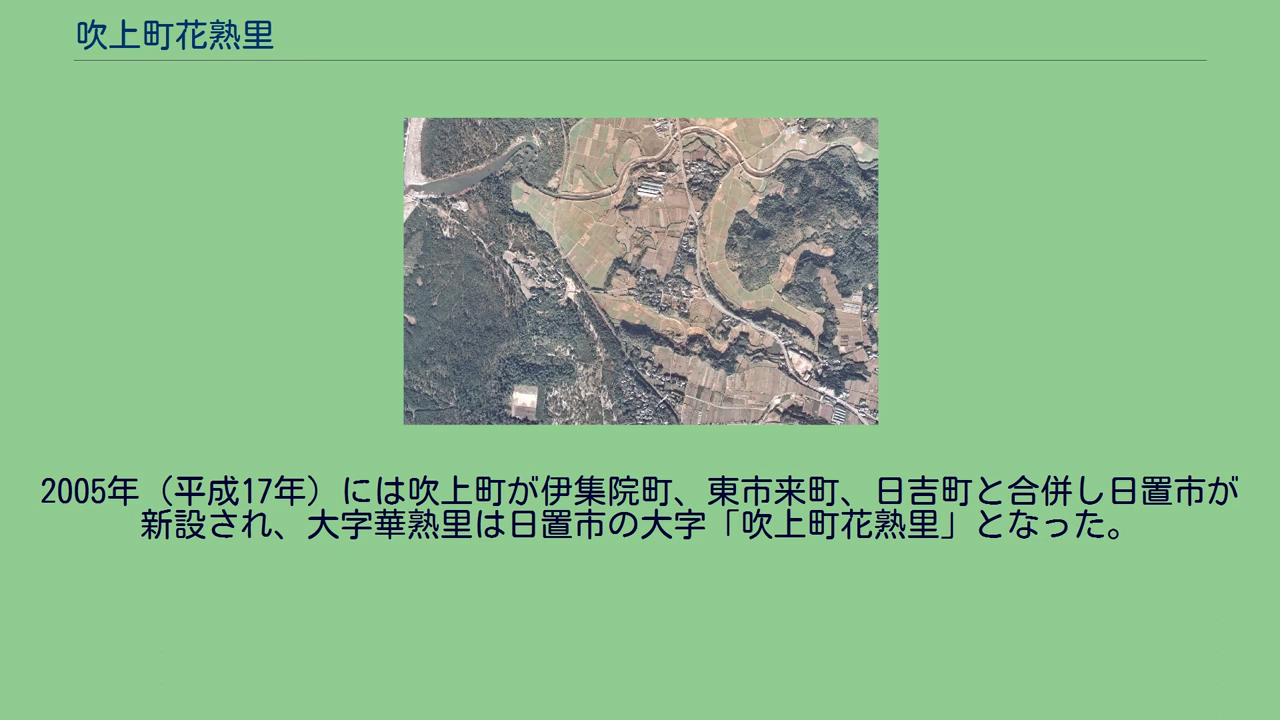 吹上町花熟里
2005年（平成17年）には吹上町が伊集院町、東市来町、日吉町と合併し日置市が
新設され、大字華熟里は日置市の大字「吹上町花熟里」となった。